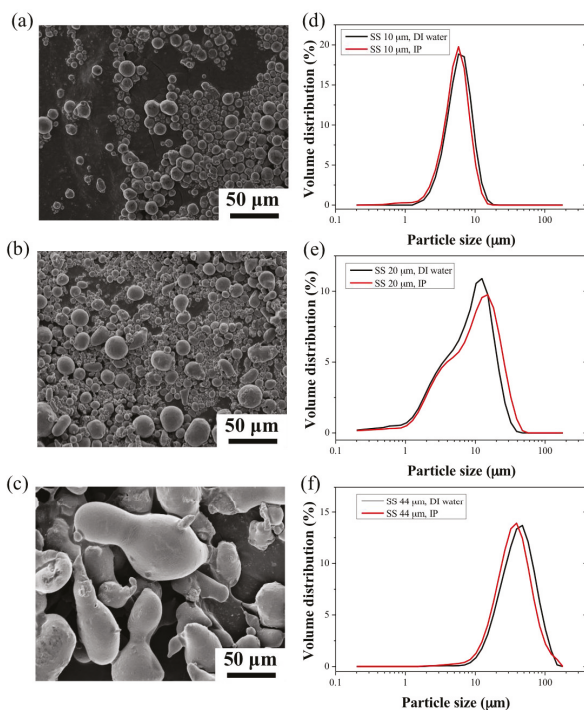 (a)
50 µm
(d)
SS 10 µm, DI water
SS 10 µm, IP
Volume distribution (%)
20
15
10
5
0
0.1
1
10
100
Particle size (µm)
(b)
50 µm
(e)
SS 20 µm, DI water
SS 20 µm, IP
Volume distribution (%)
10
5
0
0.1
1
10
100
Particle size (µm)
(c)
50 µm
(f)
SS 44 µm, DI water
SS 44 µm, IP
Volume distribution (%)
15
10
5
0
0.1
1
10
100
Particle size (µm)